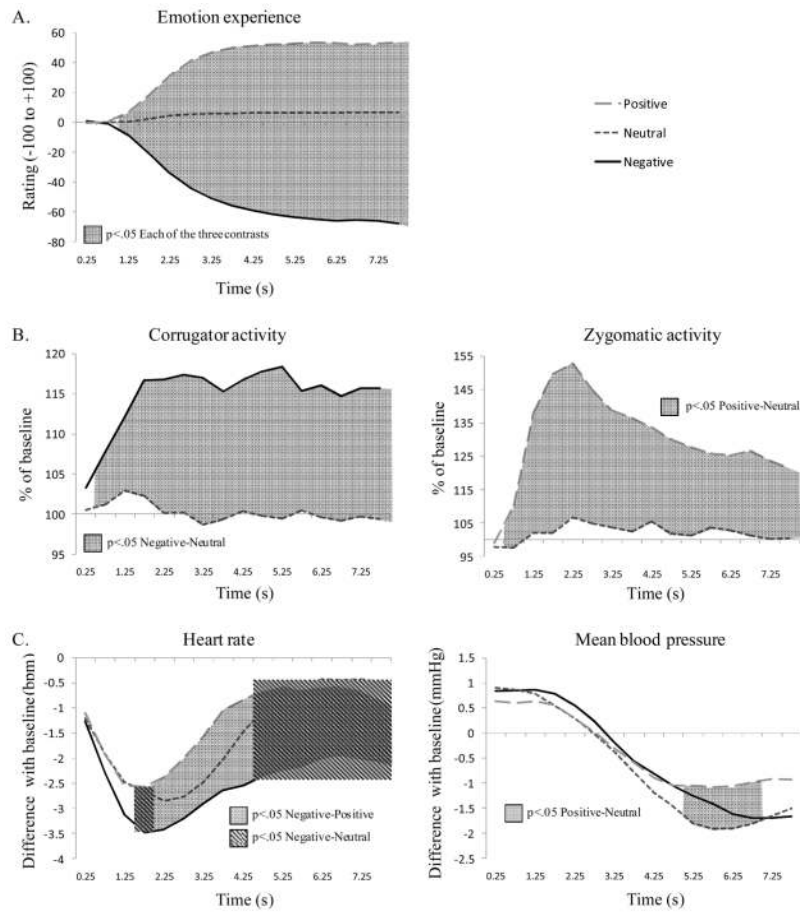 A.
Emotion experience
Rating (-100 to +100)
60
40
20
0
-20
-40
-60
-80
p<.05 Each of the three contrasts
0.25 1.25 2.25 3.25 4.25 5.25 6.25 7.25
Time (s)
Positive
Neutral
Negative
B.
Corrugator activity
% of baseline
120
115
110
105
100
95
p<.05 Negative-Neutral
0.25 1.25 2.25 3.25 4.25 5.25 6.25 7.25
Time (s)
Zygomatic activity
% of baseline
155
145
135
125
115
105
95
p<.05 Positive-Neutral
0.25 1.25 2.25 3.25 4.25 5.25 6.25 7.25
Time (s)
C.
Heart rate
Difference with baseline (bpm)
0
-0.5
-1
-1.5
-2
-2.5
-3
-3.5
-4
p<.05 Negative-Positive
p<.05 Negative-Neutral
0.25 1.25 2.25 3.25 4.25 5.25 6.25 7.25
Time (s)
Mean blood pressure
Difference with baseline (mmHg)
1.5
1
0.5
0
-0.5
-1
-1.5
-2
-2.5
p<.05 Positive-Neutral
0.25 1.25 2.25 3.25 4.25 5.25 6.25 7.25
Time (s)